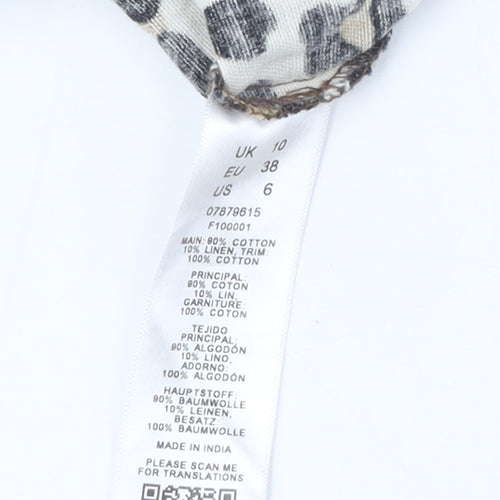 UK 10
EU 38
US 6
07879615
F100001
MAIN: 90% COTTON
10% LINEN, TRIM:
100% COTTON
PRINCIPAL:
90% COTON
10% LIN,
GARNITURE:
100% COTON
TEJIDO
PRINCIPAL:
90% ALGODÓN
10% LINO,
ADORNO:
100% ALGODÓN
HAUPTSTOFF:
90% BAUMWOLLE
10% LEINEN,
BESATZ:
100% BAUMWOLLE
MADE IN INDIA
PLEASE SCAN ME
FOR TRANSLATIONS